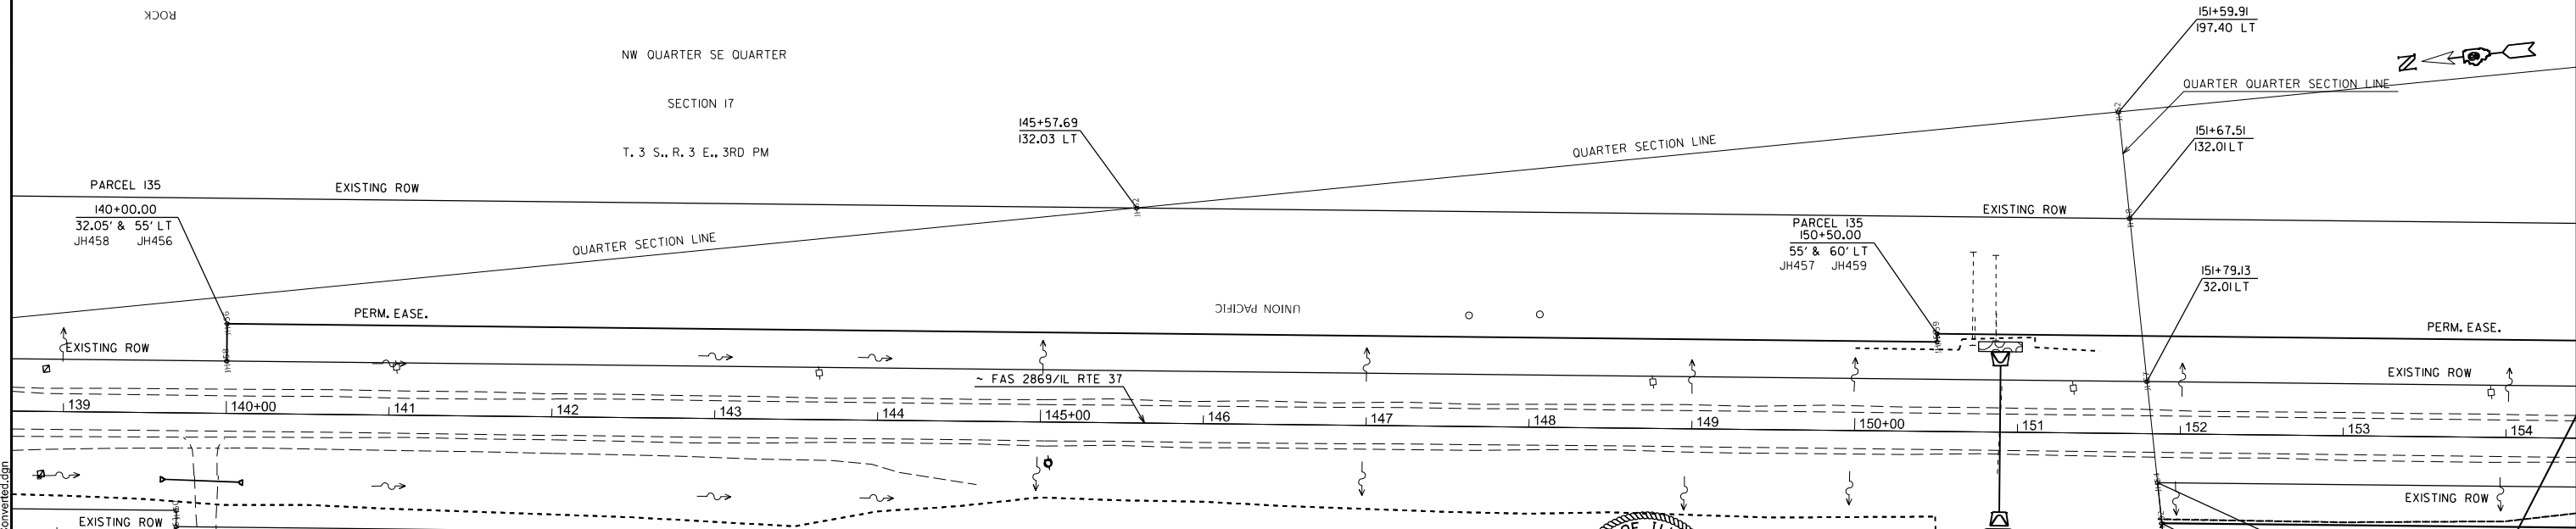 ROCK
NW QUARTER SE QUARTER
SECTION 17
T. 3 S., R. 3 E., 3RD PM
151+59.91
197.40 LT
N
QUARTER QUARTER SECTION LINE
145+57.69
132.03 LT
QUARTER SECTION LINE
151+67.51
132.01 LT
PARCEL 135
EXISTING ROW
140+00.00
32.05' & 55' LT
JH458 JH456
QUARTER SECTION LINE
EXISTING ROW
PARCEL 135
150+50.00
55' & 60' LT
JH457 JH459
151+79.13
32.01 LT
UNION PACIFIC
PERM. EASE.
PERM. EASE.
EXISTING ROW
EXISTING ROW
~ FAS 2869/IL RTE 37
139 140+00 141 142 143 144 145+00 146 147 148 149 150+00 151 152 153 154
EXISTING ROW
EXISTING ROW
Converted.dgn